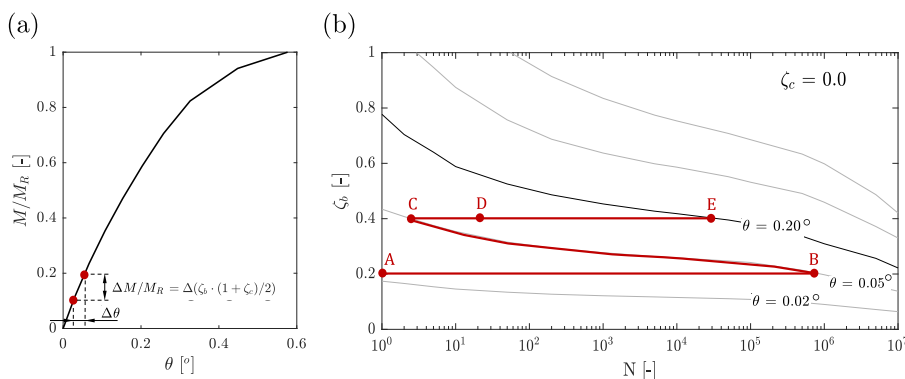 (a)
(b)
1
0.8
0.6
0.4
0.2
0
M/M_R [-]
0 0.2 0.4 0.6
θ [°]
ΔM/M_R = Δ(ζ_b · (1 + ζ_c)/2)
Δθ
1
0.8
0.6
0.4
0.2
0
ζ_b [-]
ζ_c = 0.0
C D E
A B
θ = 0.20°
θ = 0.05°
θ = 0.02°
10^0 10^1 10^2 10^3 10^4 10^5 10^6 10^7
N [-]